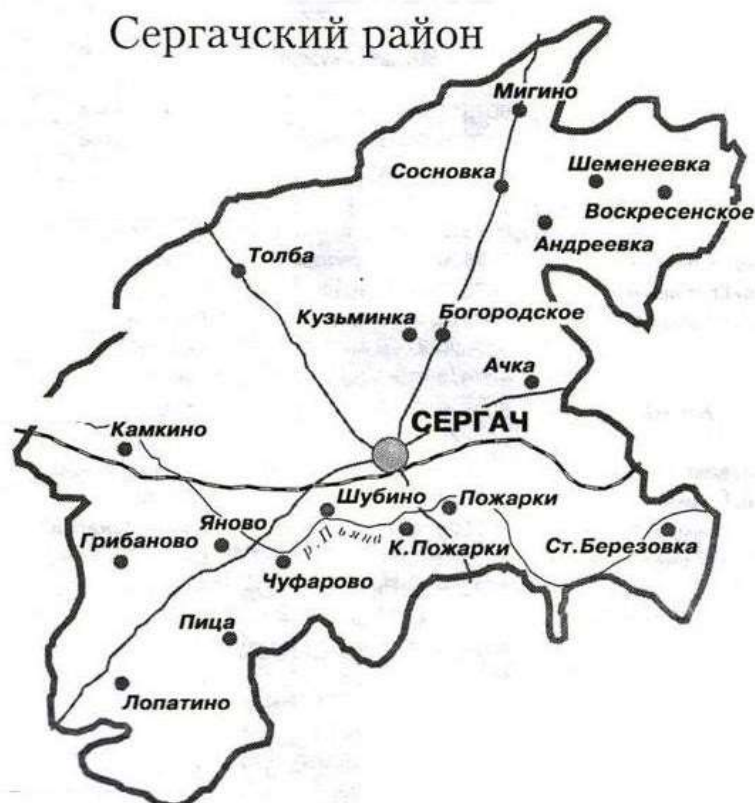 Сергачский район
Мигино
Сосновка
Шеменеевка
Воскресенское
Андреевка
Толба
Кузьминка
Богородское
Ачка
СЕРГАЧ
Камкино
Шубино
Пожарки
Яново
Грибаново
р. Пьяна
К.Пожарки
Ст.Березовка
Чуфарово
Пица
Лопатино